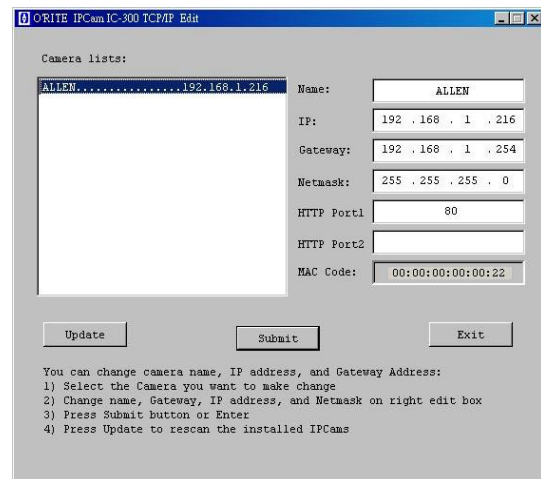 O'RITE IPCam IC-300 TCP/IP Edit
Camera lists:
ALLEN................192.168.1.216
Name: ALLEN
IP: 192 . 168 . 1 . 216
Gateway: 192 . 168 . 1 . 254
Netmask: 255 . 255 . 255 . 0
HTTP Port1 80
HTTP Port2
MAC Code: 00:00:00:00:00:22
Update
Submit
Exit
You can change camera name, IP address, and Gateway Address:
1) Select the Camera you want to make change
2) Change name, Gateway, IP address, and Netmask on right edit box
3) Press Submit button or Enter
4) Press Update to rescan the installed IPCams